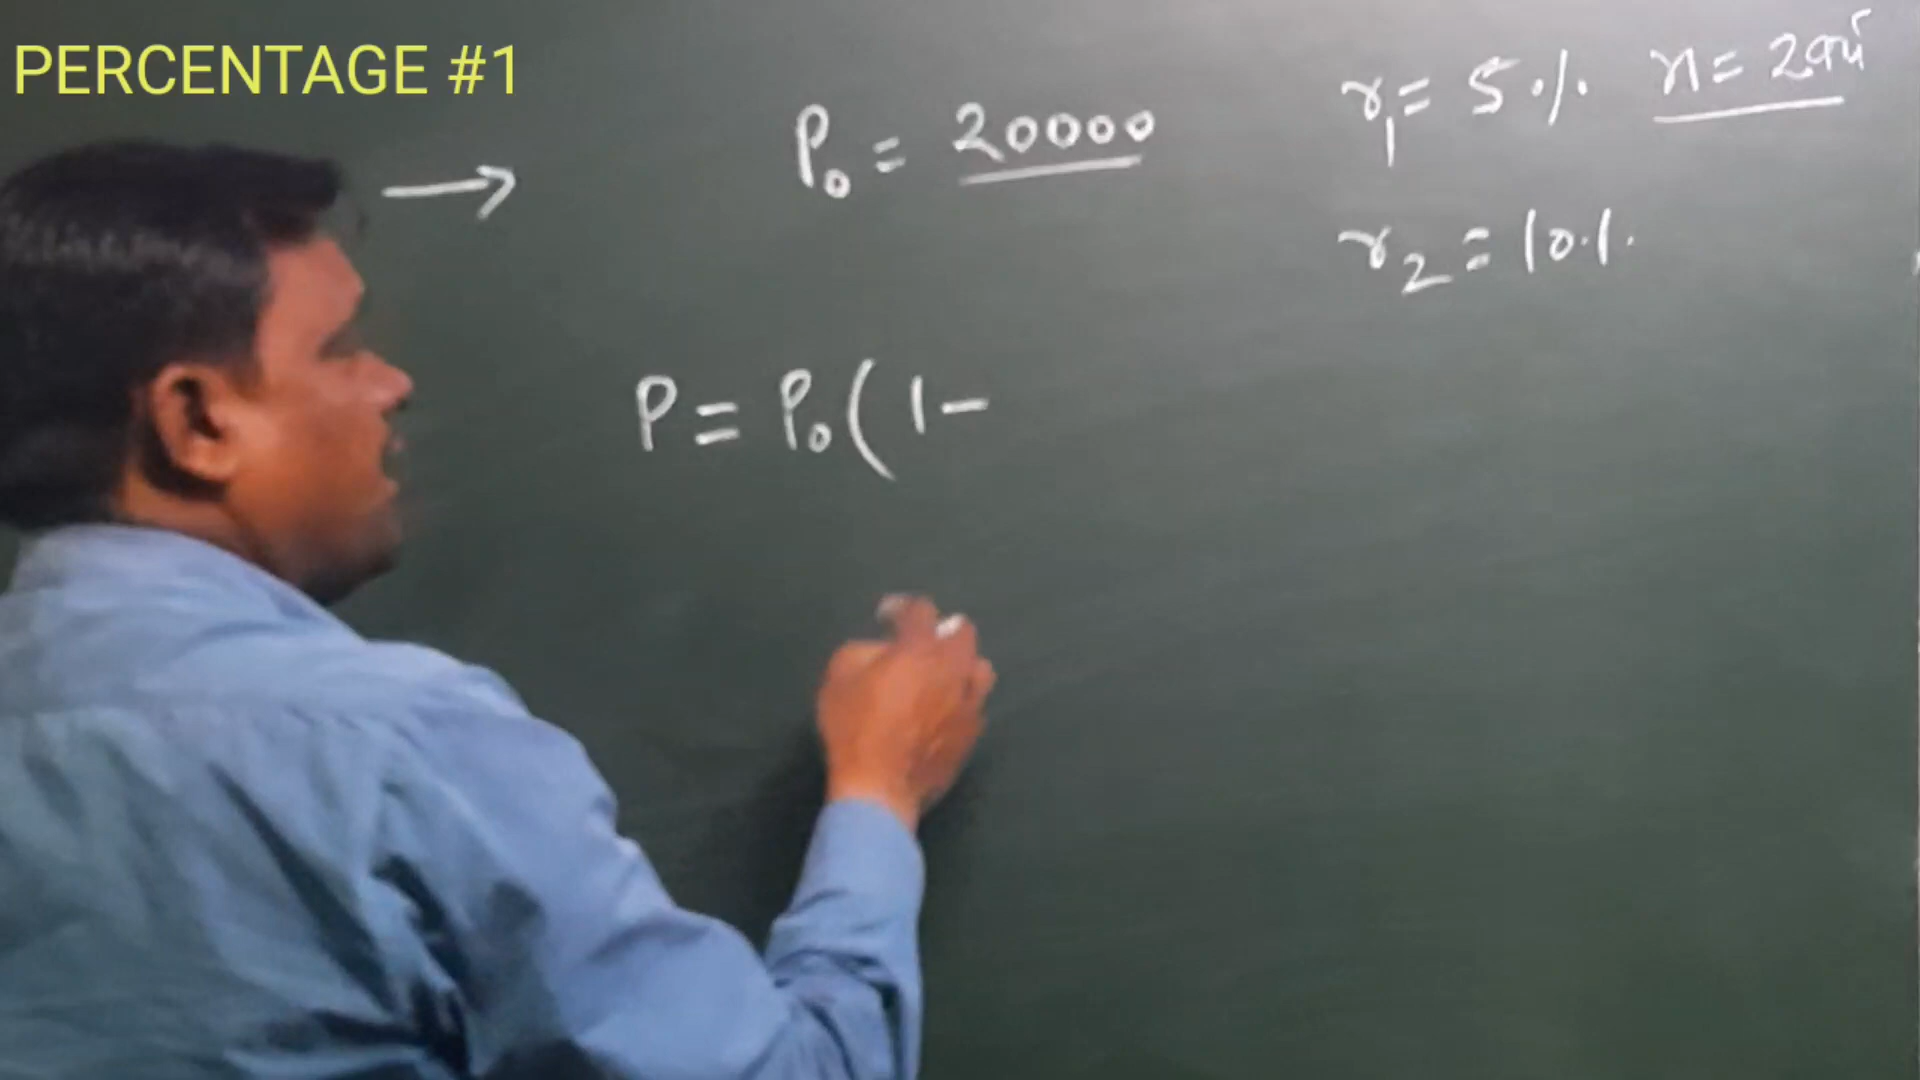 PERCENTAGE #1
→ P₀ = 20000
r₁ = 5% n = 2वर्ष
r₂ = 10%
P = P₀(1-